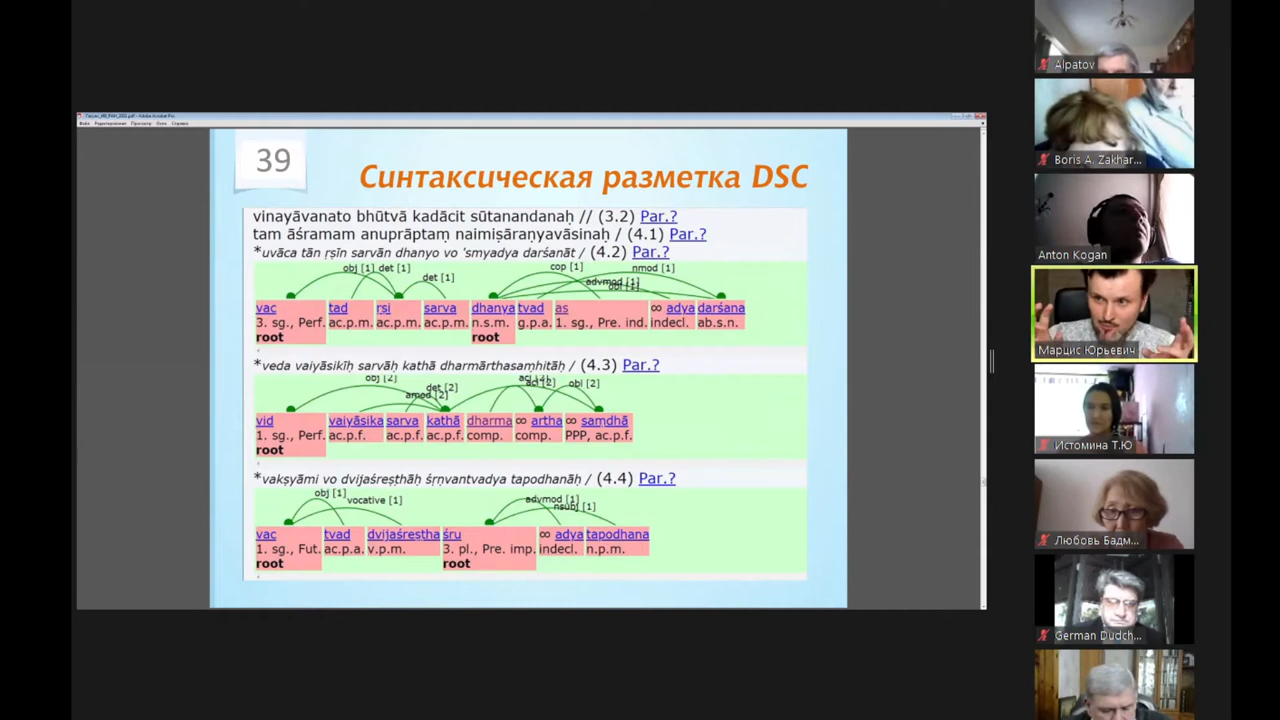 39
Синтаксическая разметка DSC
vinayāvanato bhūtvā kadācit sūtanandanaḥ // (3.2) Par.?
tam āśramam anuprāptaṃ naimiṣāraṇyavāsinaḥ / (4.1) Par.?
*uvāca tān ṛṣīn sarvān dhanyo vo 'smyadya darśanāt / (4.2) Par.?
obj [1] det [1] det [1] cop [1] nmod [1]
advmod [1]
vac tad ṛṣi sarva dhanya tvad as ∞ adya darśana
3. sg., Perf. ac.p.m. ac.p.m. ac.p.m. n.s.m. g.p.a. 1. sg., Pre. ind. indecl. ab.s.n.
root root
*veda vaiyāsikīḥ sarvāḥ kathā dharmārthasaṃhitāḥ / (4.3) Par.?
obj [2] det [2] acl [2] obl [2]
amod [2]
vid vaiyāsika sarva kathā dharma ∞ artha ∞ saṃdhā
1. sg., Perf. ac.p.f. ac.p.f. ac.p.f. comp. comp. PPP, ac.p.f.
root
*vakṣyāmi vo dvijaśreṣṭhāḥ śṛṇvantvadya tapodhanāḥ / (4.4) Par.?
obj [1] vocative [1] advmod [1]
nsubj [1]
vac tvad dvijaśreṣṭha śru ∞ adya tapodhana
1. sg., Fut. ac.p.a. v.p.m. 3. pl., Pre. imp. indecl. n.p.m.
root root
Alpatov
Boris A. Zakhar...
Anton Kogan
Марцис Юрьевич
Истомина Т.Ю
Любовь Бадм...
German Dudch...